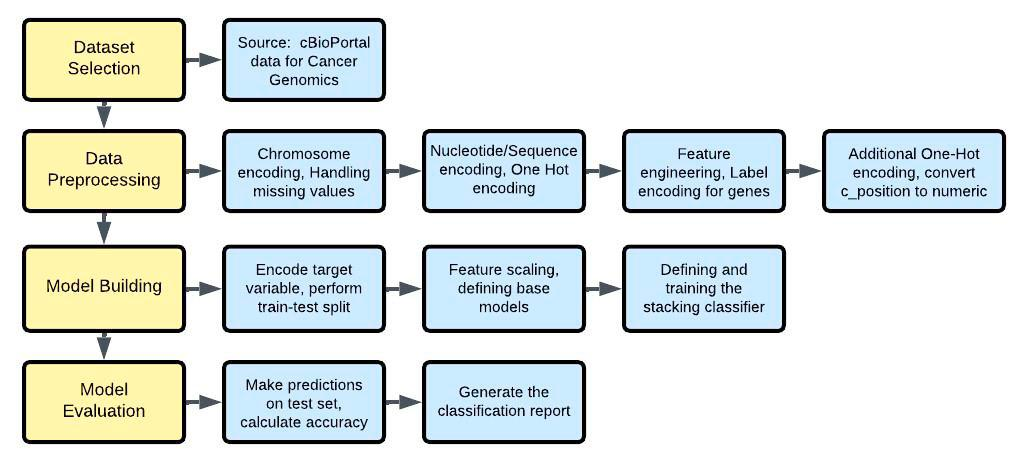 Dataset
Selection
Source:  cBioPortal
data for Cancer
Genomics
Data
Preprocessing
Chromosome
encoding, Handling
missing values
Nucleotide/Sequence
encoding, One Hot
encoding
Feature
engineering, Label
encoding for genes
Additional One-Hot
encoding, convert
c_position to numeric
Model Building
Encode target
variable, perform
train-test split
Feature scaling,
defining base
models
Defining and
training the
stacking classifier
Model
Evaluation
Make predictions
on test set,
calculate accuracy
Generate the
classification report